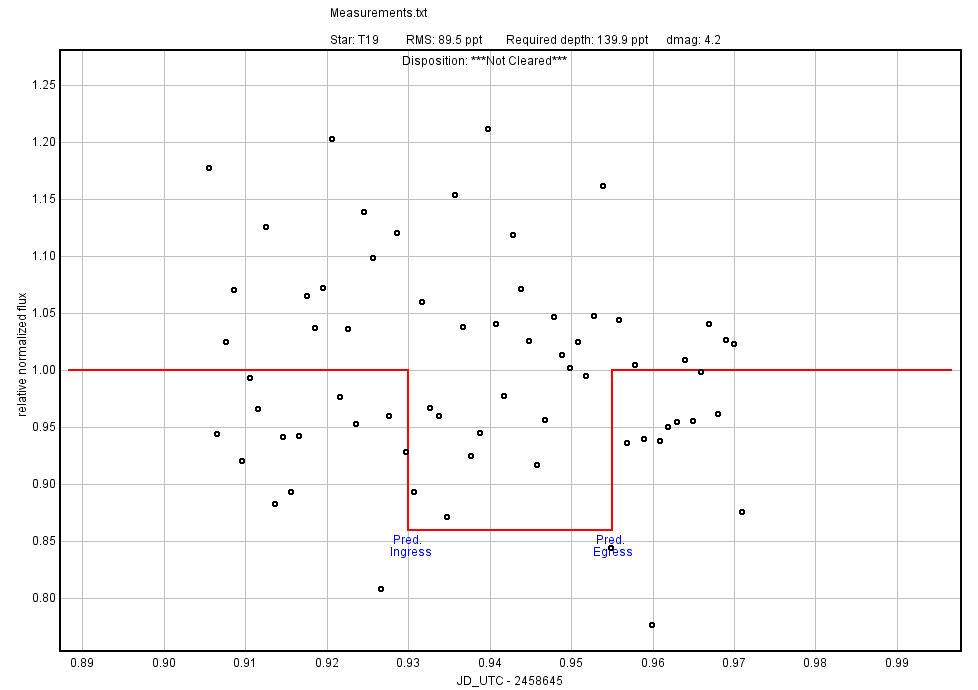 Measurements.txt
Star: T19 RMS: 89.5 ppt Required depth: 139.9 ppt dmag: 4.2
Disposition: ***Not Cleared***
relative normalized flux
1.25
1.20
1.15
1.10
1.05
1.00
0.95
0.90
0.85
0.80
Pred.
Ingress
Pred.
Egress
0.89 0.90 0.91 0.92 0.93 0.94 0.95 0.96 0.97 0.98 0.99
JD_UTC - 2458645